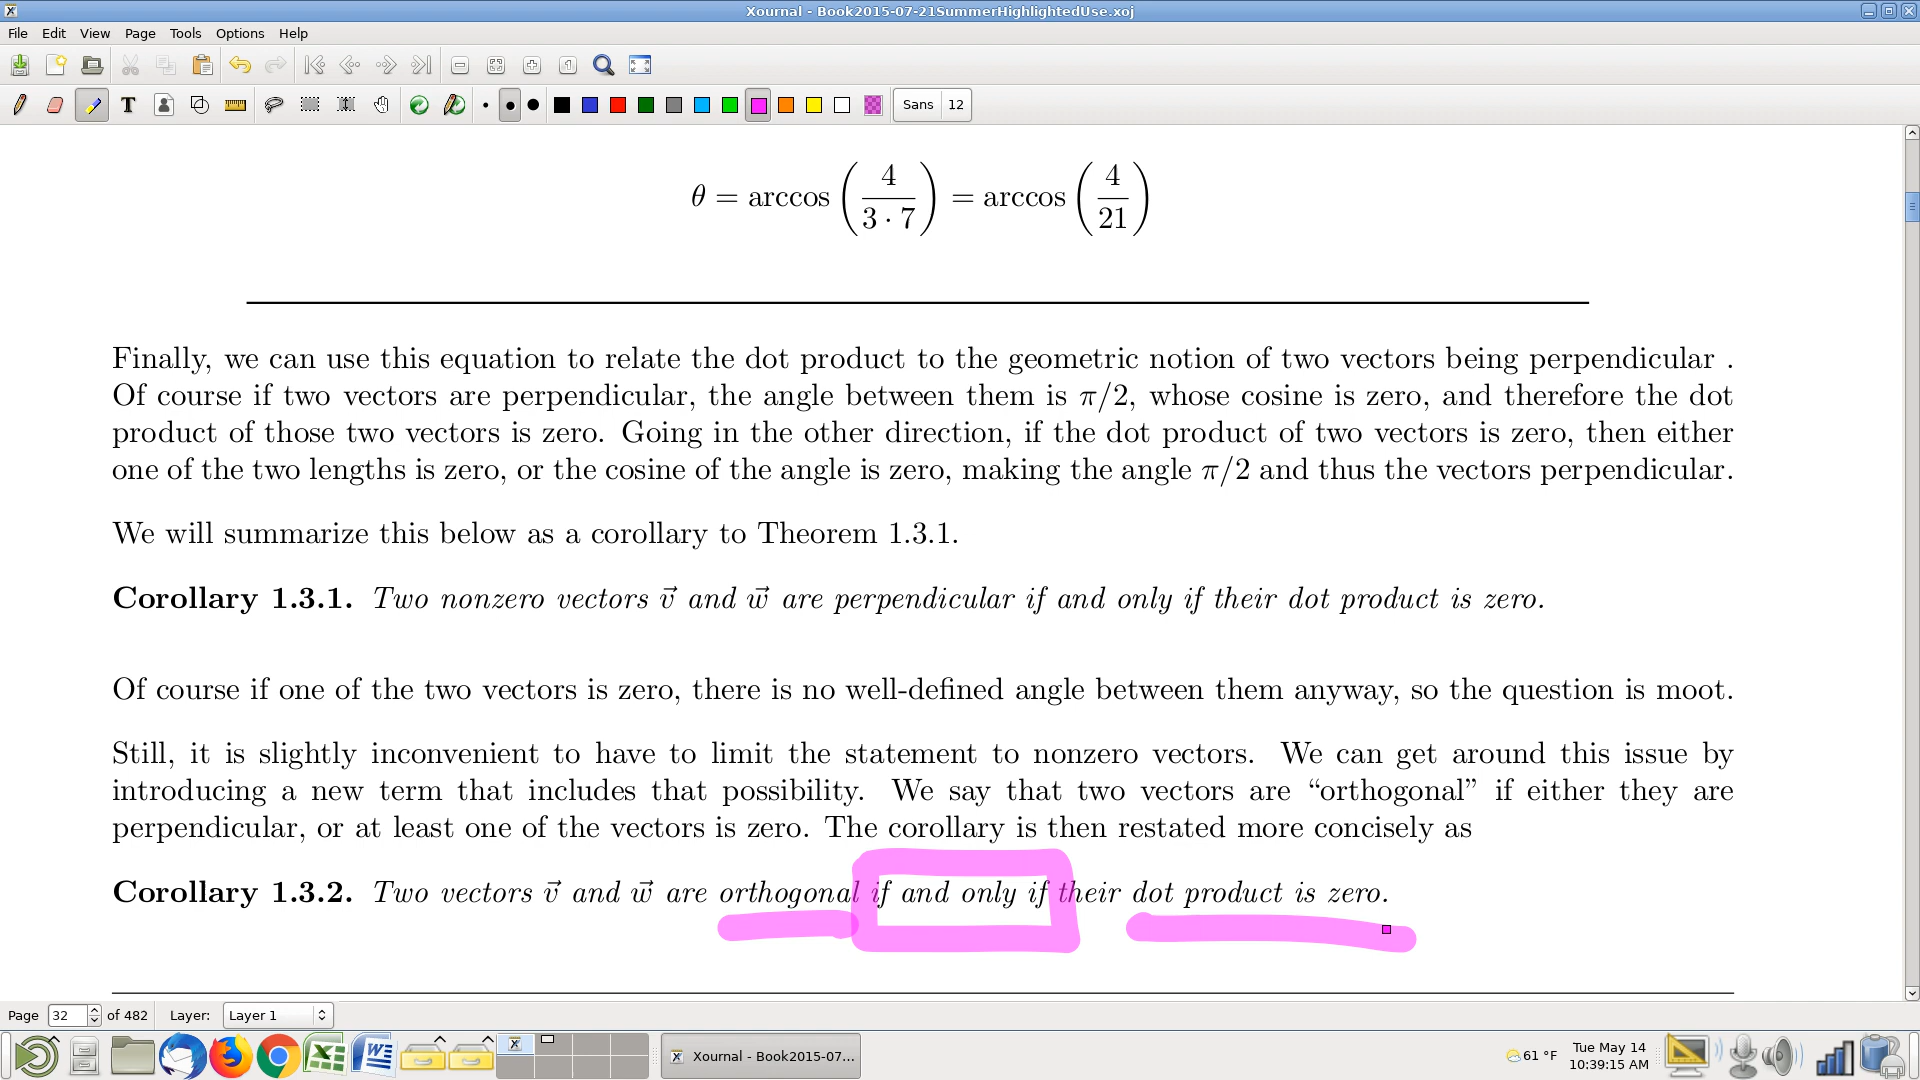 Xournal - Book2015-07-21SummerHighlightedUse.xoj
File Edit View Page Tools Options Help
Sans 12
θ = arccos (4 / 3 · 7) = arccos (4 / 21)
Finally, we can use this equation to relate the dot product to the geometric notion of two vectors being perpendicular .
Of course if two vectors are perpendicular, the angle between them is π/2, whose cosine is zero, and therefore the dot
product of those two vectors is zero. Going in the other direction, if the dot product of two vectors is zero, then either
one of the two lengths is zero, or the cosine of the angle is zero, making the angle π/2 and thus the vectors perpendicular.
We will summarize this below as a corollary to Theorem 1.3.1.
Corollary 1.3.1. Two nonzero vectors v⃗ and w⃗ are perpendicular if and only if their dot product is zero.
Of course if one of the two vectors is zero, there is no well-defined angle between them anyway, so the question is moot.
Still, it is slightly inconvenient to have to limit the statement to nonzero vectors. We can get around this issue by
introducing a new term that includes that possibility. We say that two vectors are “orthogonal” if either they are
perpendicular, or at least one of the vectors is zero. The corollary is then restated more concisely as
Corollary 1.3.2. Two vectors v⃗ and w⃗ are orthogonal if and only if their dot product is zero.
Page 32 of 482 Layer: Layer 1
Xournal - Book2015-07...
61 °F
Tue May 14
10:39:15 AM